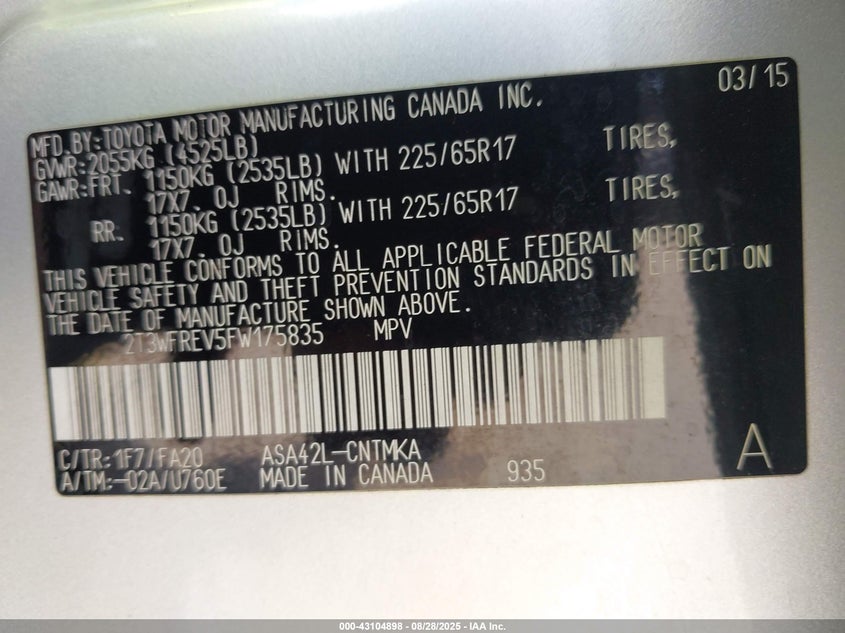 03/15
MFD.BY:TOYOTA MOTOR MANUFACTURING CANADA INC.
GVWR:2055KG (4525LB)
GAWR:FRT. 1150KG (2535LB) WITH 225/65R17 TIRES,
17X7.0J RIMS.
RR. 1150KG (2535LB) WITH 225/65R17 TIRES,
17X7.0J RIMS.
THIS VEHICLE CONFORMS TO ALL APPLICABLE FEDERAL MOTOR
VEHICLE SAFETY AND THEFT PREVENTION STANDARDS IN EFFECT ON
THE DATE OF MANUFACTURE SHOWN ABOVE.
2T3WFREV5FW175835 MPV
C/TR:1F7/FA20 ASA42L-CNTMKA
A/TM:-02A/U760E MADE IN CANADA 935 A
000-43104898 - 08/28/2025 - IAA Inc.